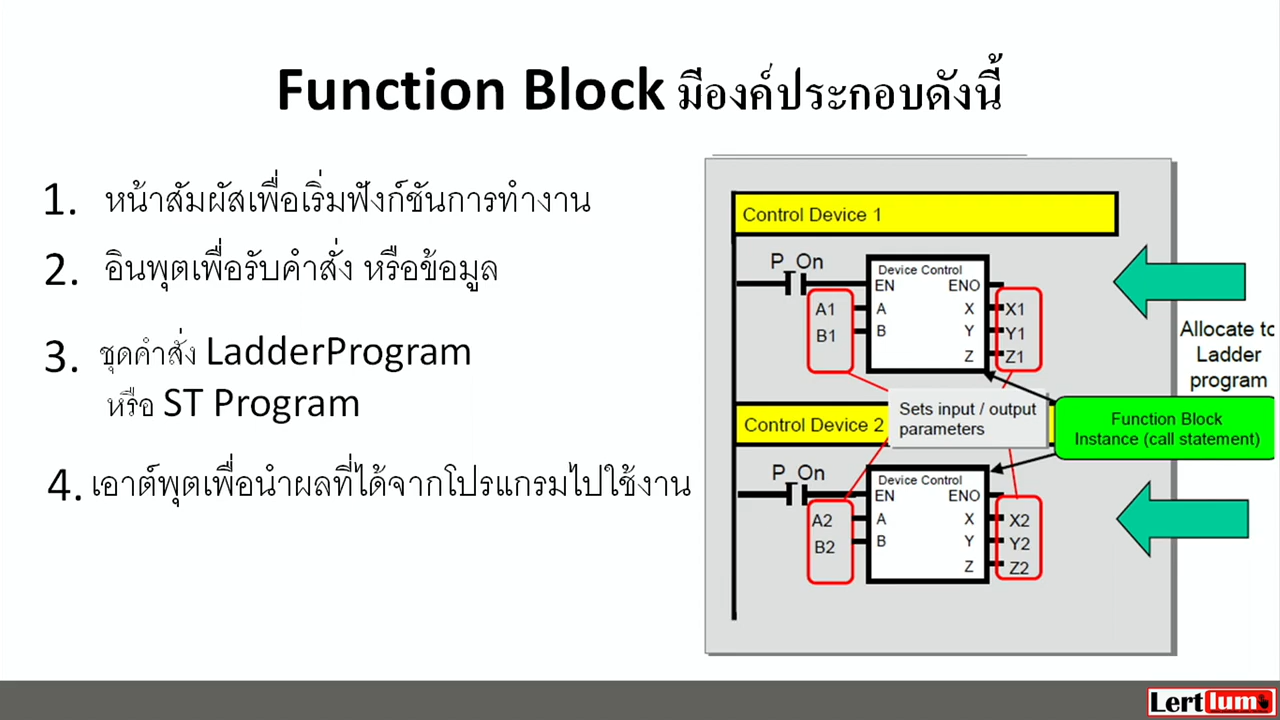 Function Block มีองค์ประกอบดังนี้
1. หน้าสัมผัสเพื่อเริ่มฟังก์ชันการทำงาน
2. อินพุตเพื่อรับคำสั่ง หรือข้อมูล
3. ชุดคำสั่ง LadderProgram
หรือ ST Program
4. เอาต์พุตเพื่อนำผลที่ได้จากโปรแกรมไปใช้งาน
Control Device 1
P_On
Device Control
EN ENO
A1 A X X1
B1 B Y Y1
Z Z1
Allocate to
Ladder
program
Sets input / output
parameters
Function Block
Instance (call statement)
Control Device 2
P_On
Device Control
EN ENO
A2 A X X2
B2 B Y Y2
Z Z2
Lertlum